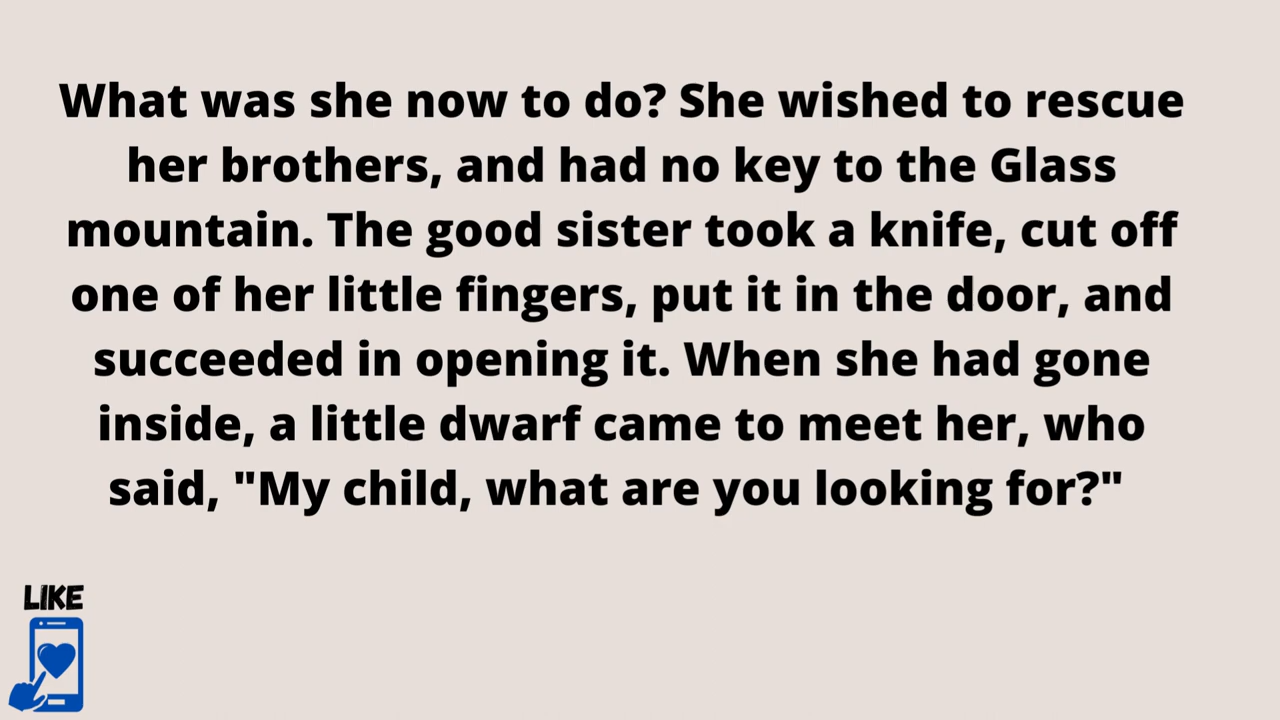 What was she now to do? She wished to rescue
her brothers, and had no key to the Glass
mountain. The good sister took a knife, cut off
one of her little fingers, put it in the door, and
succeeded in opening it. When she had gone
inside, a little dwarf came to meet her, who
said, "My child, what are you looking for?"
LIKE